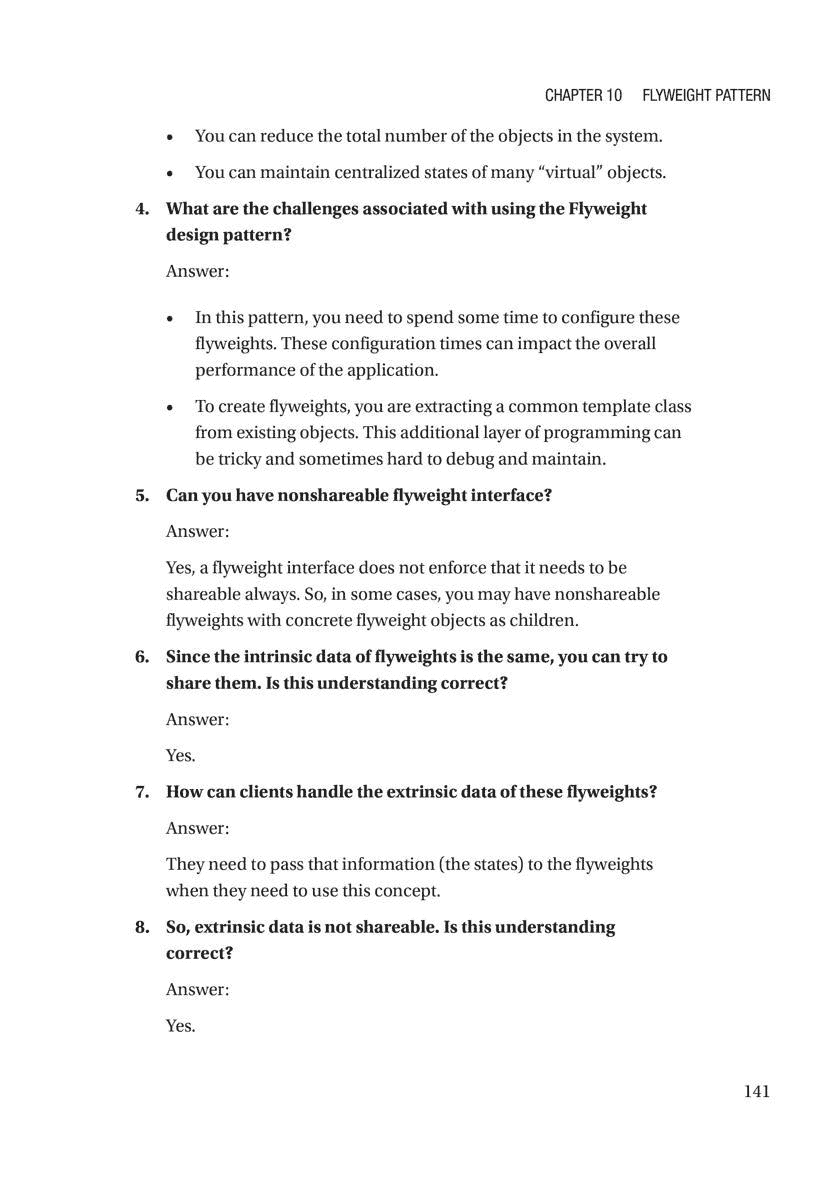 CHAPTER 10 FLYWEIGHT PATTERN
• You can reduce the total number of the objects in the system.
• You can maintain centralized states of many “virtual” objects.
4. What are the challenges associated with using the Flyweight
design pattern?
Answer:
• In this pattern, you need to spend some time to configure these
flyweights. These configuration times can impact the overall
performance of the application.
• To create flyweights, you are extracting a common template class
from existing objects. This additional layer of programming can
be tricky and sometimes hard to debug and maintain.
5. Can you have nonshareable flyweight interface?
Answer:
Yes, a flyweight interface does not enforce that it needs to be
shareable always. So, in some cases, you may have nonshareable
flyweights with concrete flyweight objects as children.
6. Since the intrinsic data of flyweights is the same, you can try to
share them. Is this understanding correct?
Answer:
Yes.
7. How can clients handle the extrinsic data of these flyweights?
Answer:
They need to pass that information (the states) to the flyweights
when they need to use this concept.
8. So, extrinsic data is not shareable. Is this understanding
correct?
Answer:
Yes.
141